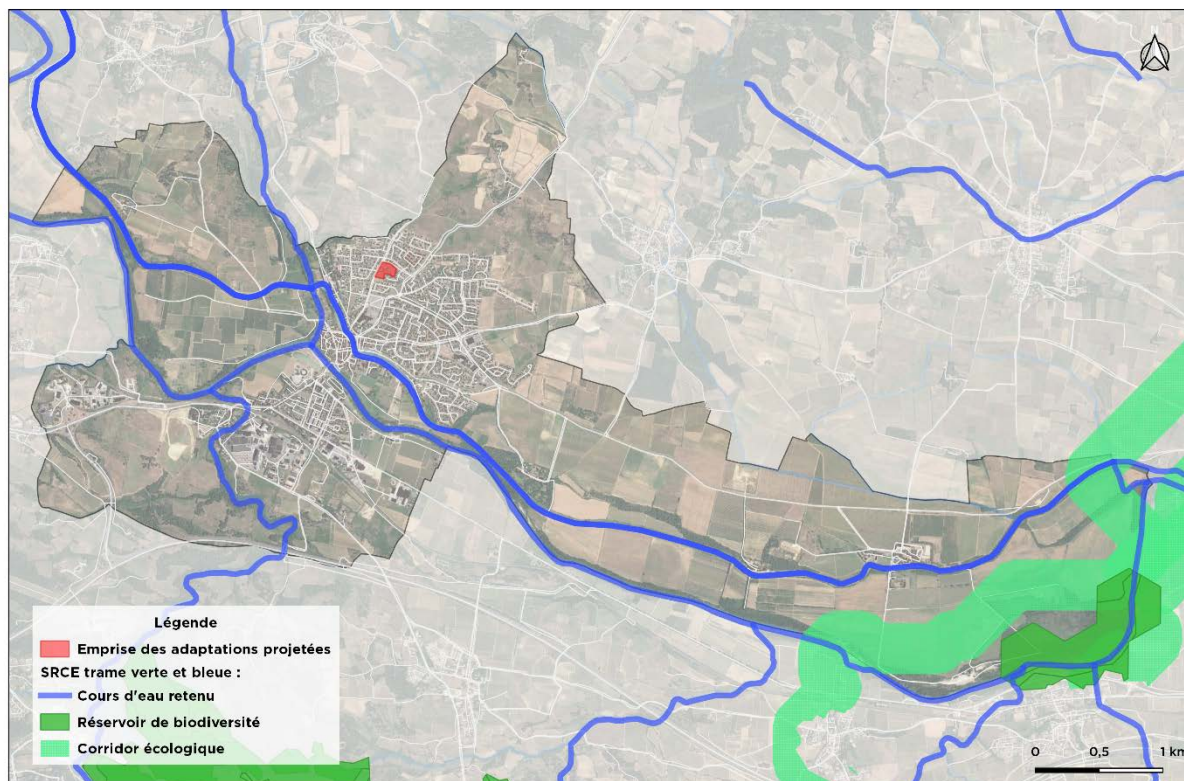 Légende
Emprise des adaptations projetées
SRCE trame verte et bleue :
Cours d'eau retenu
Réservoir de biodiversité
Corridor écologique
0 0,5 1 km